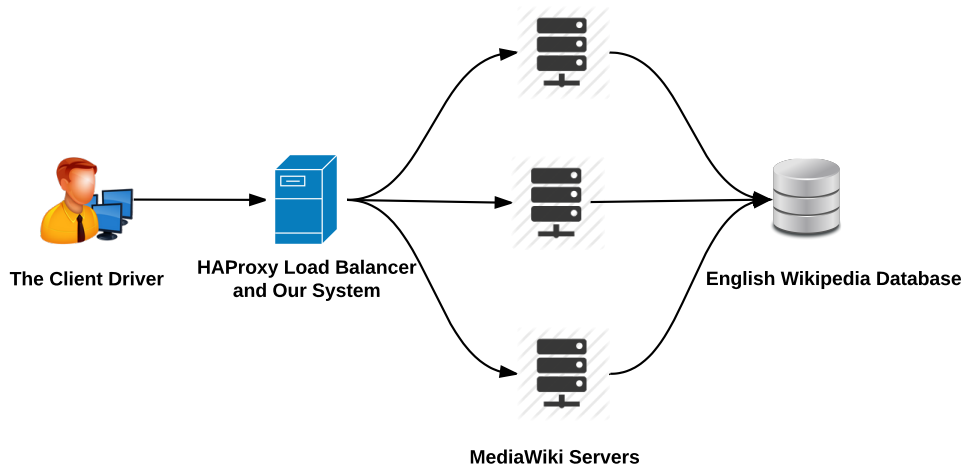 The Client Driver
HAProxy Load Balancer
and Our System
English Wikipedia Database
MediaWiki Servers